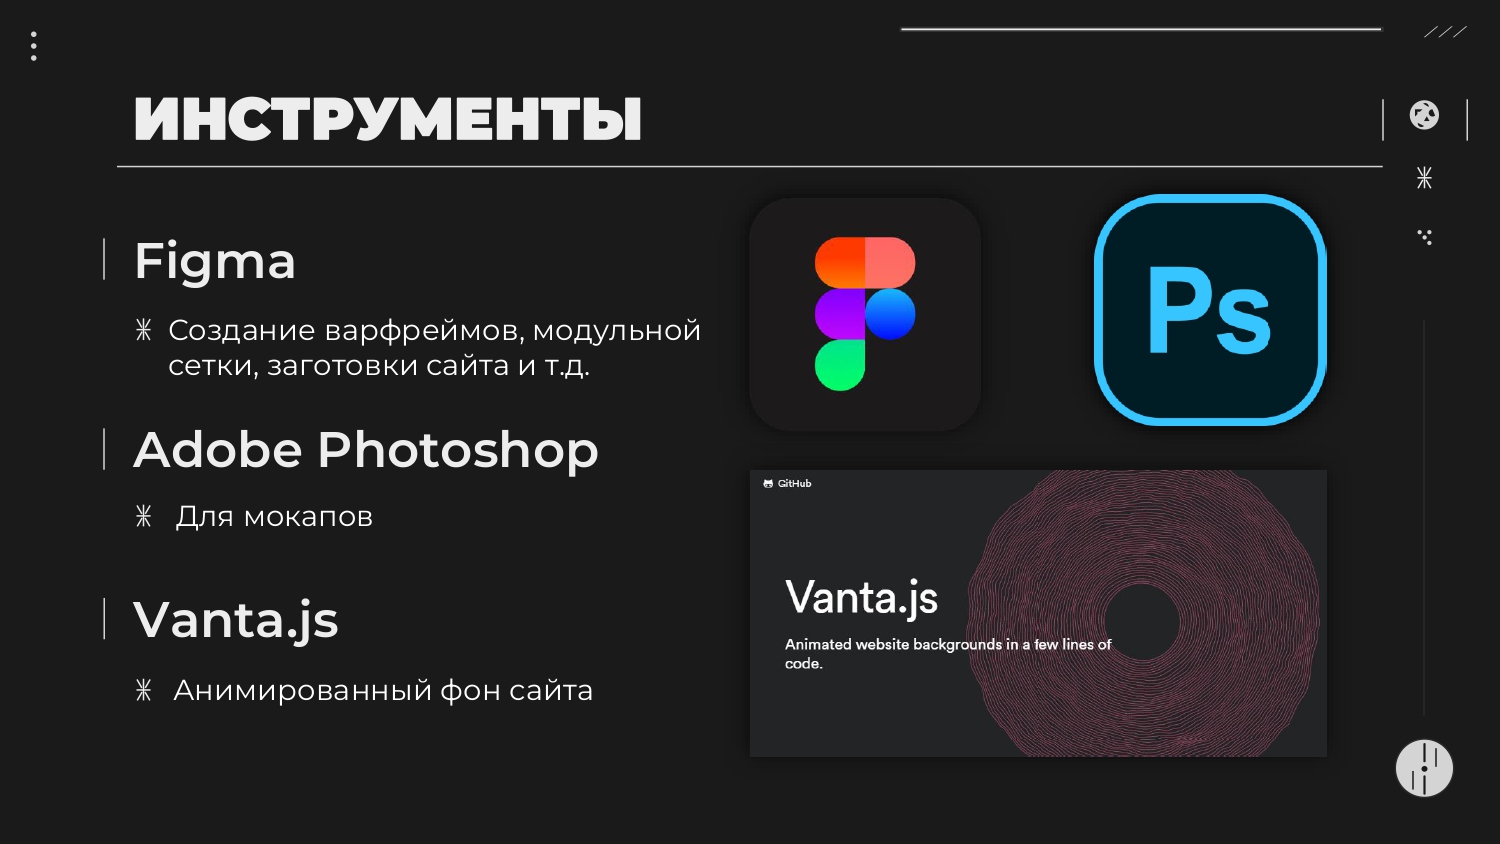 ИНСТРУМЕНТЫ
Figma
Создание варфреймов, модульной
сетки, заготовки сайта и т.д.
Adobe Photoshop
Для мокапов
Vanta.js
Анимированный фон сайта
Ps
GitHub
Vanta.js
Animated website backgrounds in a few lines of
code.